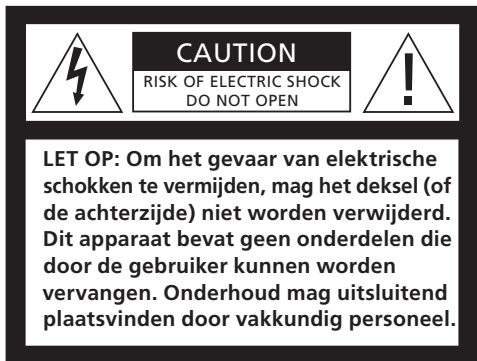 CAUTION
RISK OF ELECTRIC SHOCK
DO NOT OPEN
!
LET OP: Om het gevaar van elektrische
schokken te vermijden, mag het deksel (of
de achterzijde) niet worden verwijderd.
Dit apparaat bevat geen onderdelen die
door de gebruiker kunnen worden
vervangen. Onderhoud mag uitsluitend
plaatsvinden door vakkundig personeel.